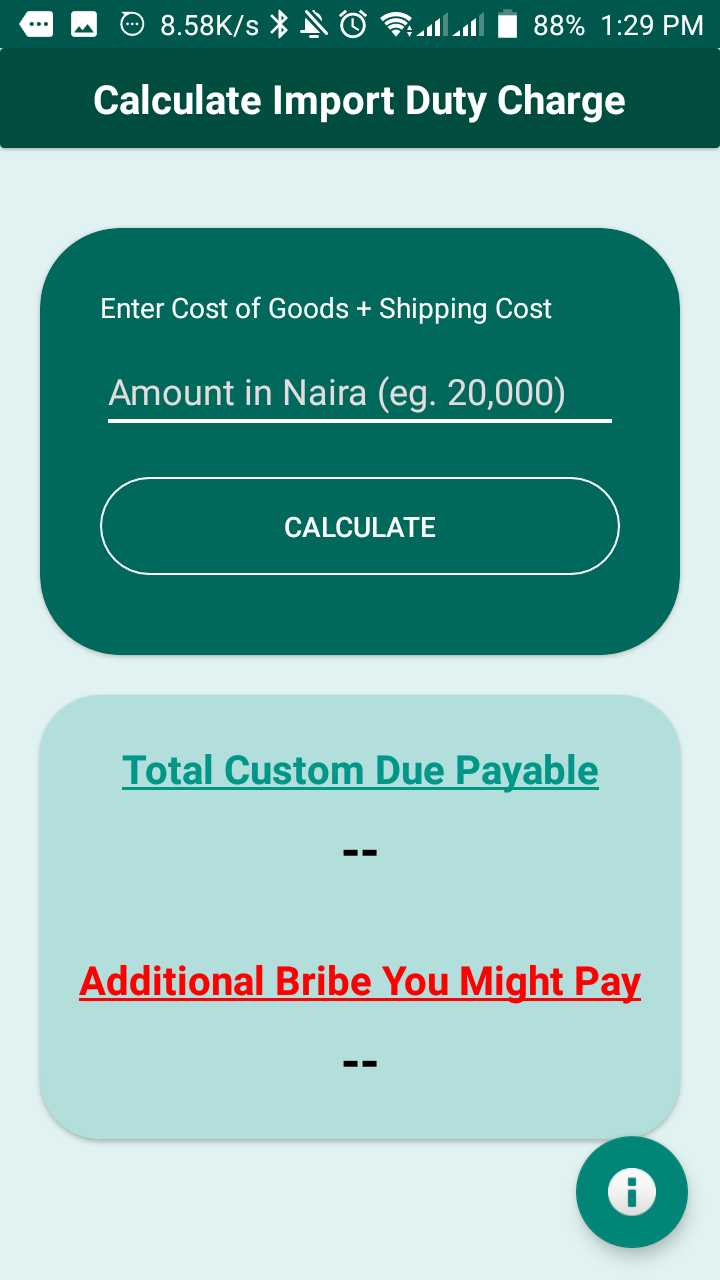 8.58K/s 88% 1:29 PM
Calculate Import Duty Charge
Enter Cost of Goods + Shipping Cost
Amount in Naira (eg. 20,000)
CALCULATE
Total Custom Due Payable
--
Additional Bribe You Might Pay
--